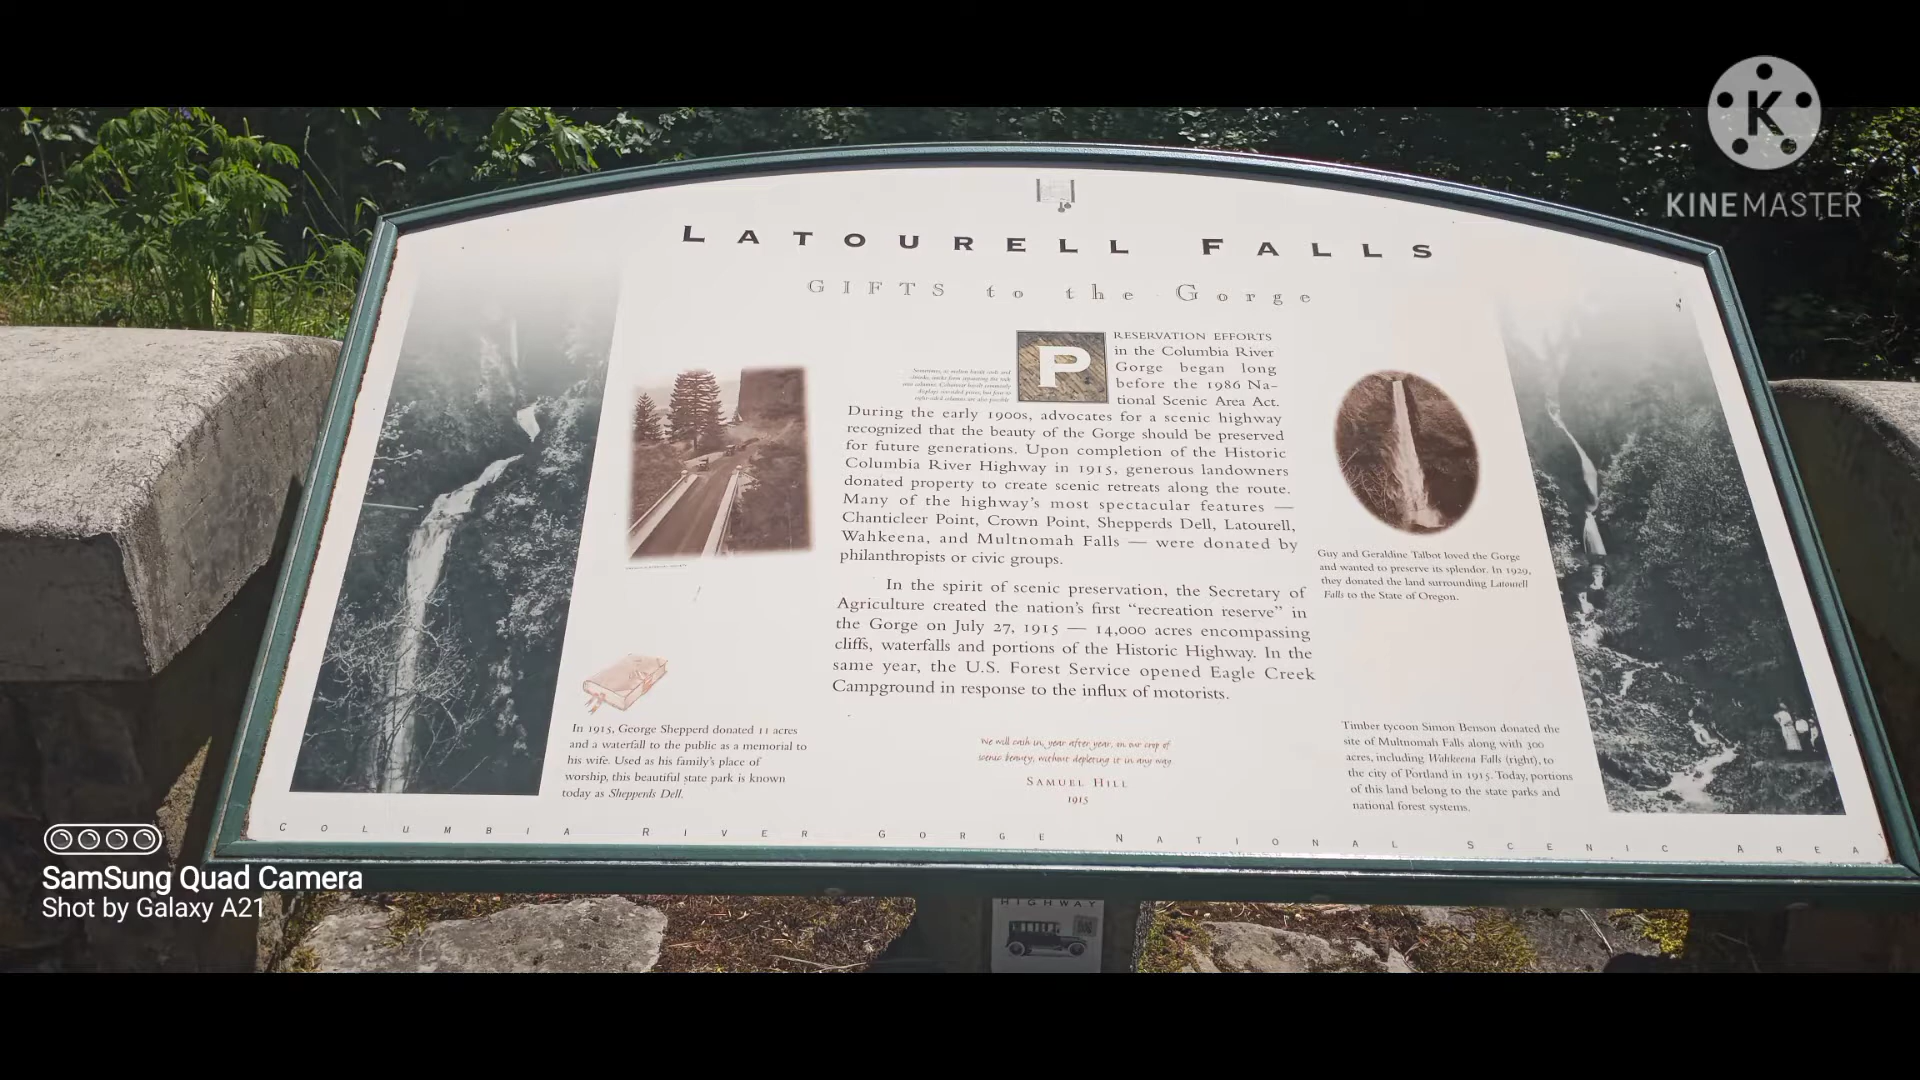 K
KINEMASTER
LATOURELL FALLS
GIFTS to the Gorge
P
RESERVATION EFFORTS
in the Columbia River
Gorge began long
before the 1986 Na-
tional Scenic Area Act.
During the early 1900s, advocates for a scenic highway
recognized that the beauty of the Gorge should be preserved
for future generations. Upon completion of the Historic
Columbia River Highway in 1915, generous landowners
donated property to create scenic retreats along the route.
Many of the highway's most spectacular features —
Chanticleer Point, Crown Point, Shepperds Dell, Latourell,
Wahkeena, and Multnomah Falls — were donated by
philanthropists or civic groups.
In the spirit of scenic preservation, the Secretary of
Agriculture created the nation's first “recreation reserve” in
the Gorge on July 27, 1915 — 14,000 acres encompassing
cliffs, waterfalls and portions of the Historic Highway. In the
same year, the U.S. Forest Service opened Eagle Creek
Campground in response to the influx of motorists.
Guy and Geraldine Talbot loved the Gorge
and wanted to preserve its splendor. In 1929,
they donated the land surrounding Latourell
Falls to the State of Oregon.
In 1915, George Shepperd donated 11 acres
and a waterfall to the public as a memorial to
his wife. Used as his family's place of
worship, this beautiful state park is known
today as Shepperds Dell.
We will cash in, year after year, on our crop of
scenic beauty, without depleting it in any way.
SAMUEL HILL
1915
Timber tycoon Simon Benson donated the
site of Multnomah Falls along with 300
acres, including Wahkeena Falls (right), to
the city of Portland in 1915. Today, portions
of this land belong to the state parks and
national forest systems.
COLUMBIA RIVER GORGE NATIONAL SCENIC AREA
HIGHWAY
SamSung Quad Camera
Shot by Galaxy A21